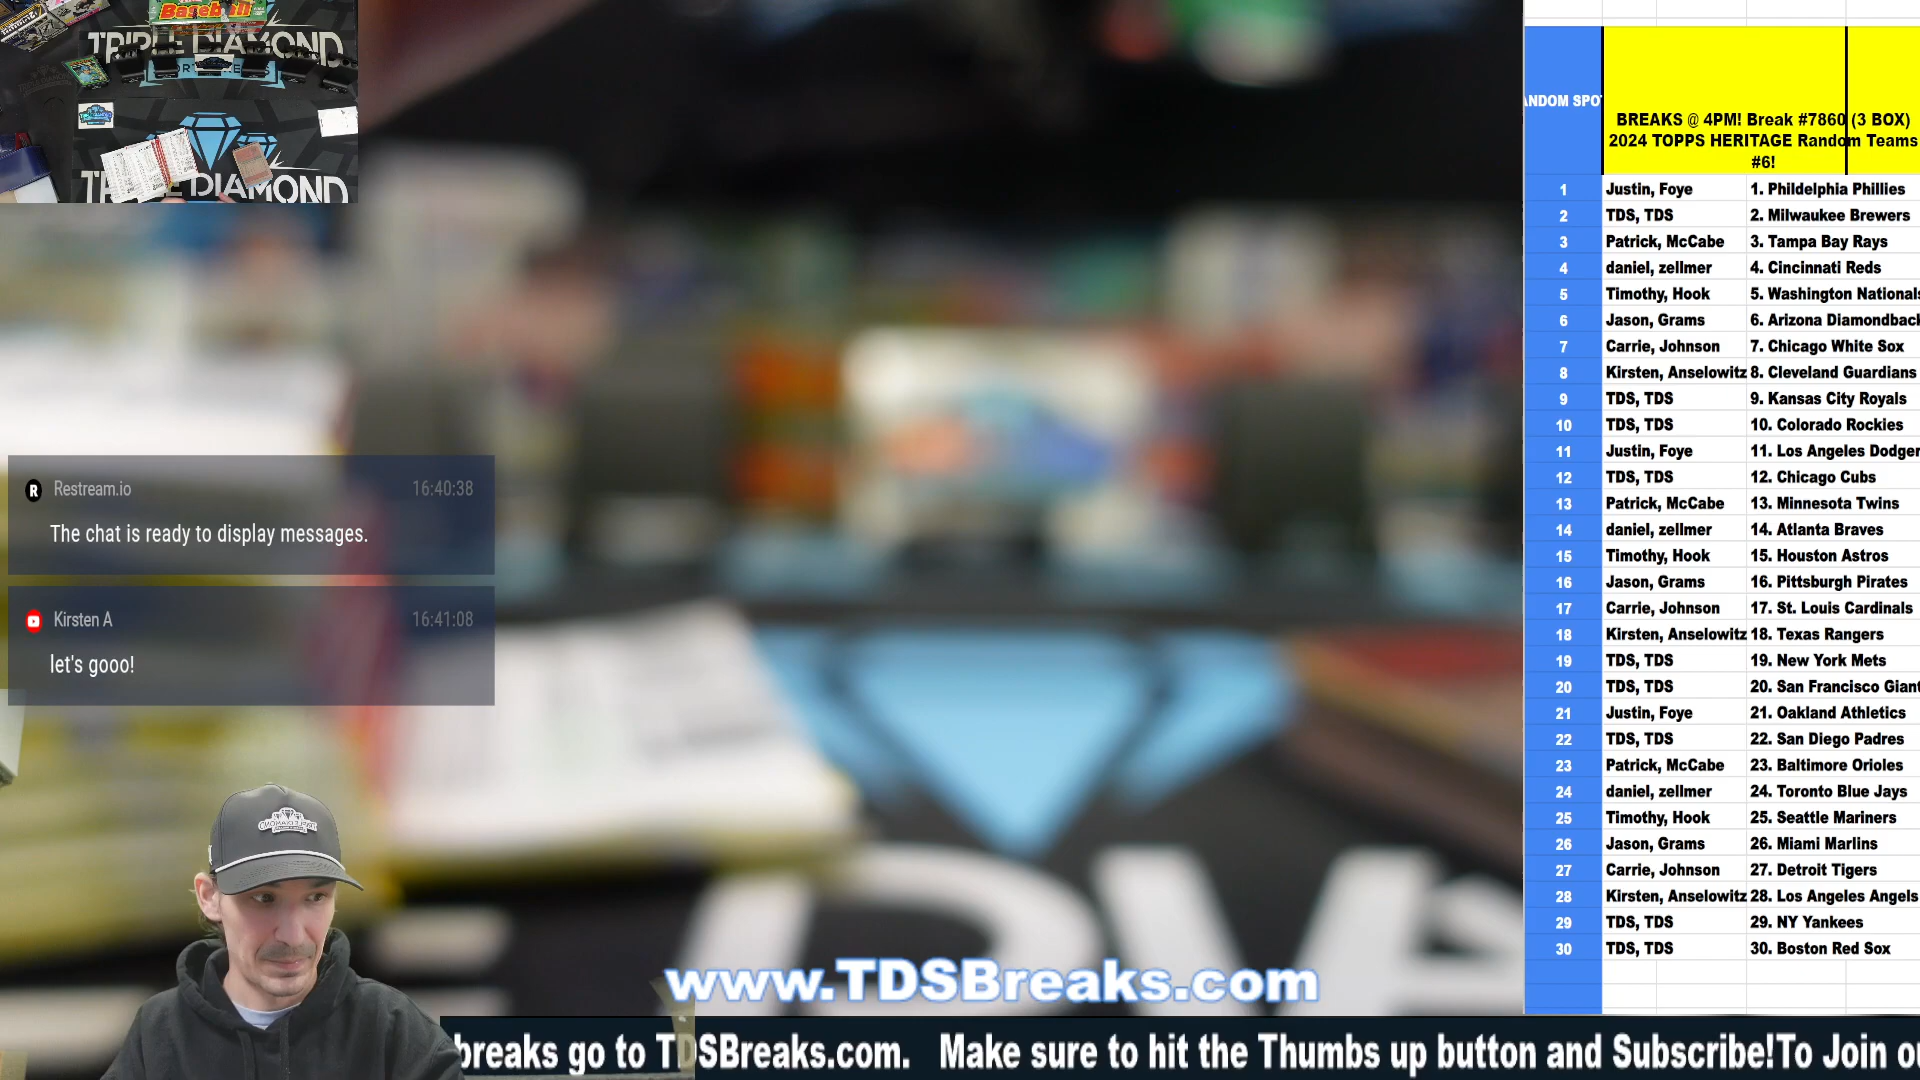 Baseball
TRIPLE DIAMOND
DIAMOND
Restream.io 16:40:38
The chat is ready to display messages.
Kirsten A 16:41:08
let's gooo!
www.TDSBreaks.com
breaks go to TDSBreaks.com. Make sure to hit the Thumbs up button and Subscribe!To Join
NDOM SPO
BREAKS @ 4PM! Break #7860 (3 BOX)
2024 TOPPS HERITAGE Random Teams
#6!
1 Justin, Foye 1. Phildelphia Phillies
2 TDS, TDS 2. Milwaukee Brewers
3 Patrick, McCabe 3. Tampa Bay Rays
4 daniel, zellmer 4. Cincinnati Reds
5 Timothy, Hook 5. Washington Nationals
6 Jason, Grams 6. Arizona Diamondback
7 Carrie, Johnson 7. Chicago White Sox
8 Kirsten, Anselowitz 8. Cleveland Guardians
9 TDS, TDS 9. Kansas City Royals
10 TDS, TDS 10. Colorado Rockies
11 Justin, Foye 11. Los Angeles Dodger
12 TDS, TDS 12. Chicago Cubs
13 Patrick, McCabe 13. Minnesota Twins
14 daniel, zellmer 14. Atlanta Braves
15 Timothy, Hook 15. Houston Astros
16 Jason, Grams 16. Pittsburgh Pirates
17 Carrie, Johnson 17. St. Louis Cardinals
18 Kirsten, Anselowitz 18. Texas Rangers
19 TDS, TDS 19. New York Mets
20 TDS, TDS 20. San Francisco Giant
21 Justin, Foye 21. Oakland Athletics
22 TDS, TDS 22. San Diego Padres
23 Patrick, McCabe 23. Baltimore Orioles
24 daniel, zellmer 24. Toronto Blue Jays
25 Timothy, Hook 25. Seattle Mariners
26 Jason, Grams 26. Miami Marlins
27 Carrie, Johnson 27. Detroit Tigers
28 Kirsten, Anselowitz 28. Los Angeles Angels
29 TDS, TDS 29. NY Yankees
30 TDS, TDS 30. Boston Red Sox